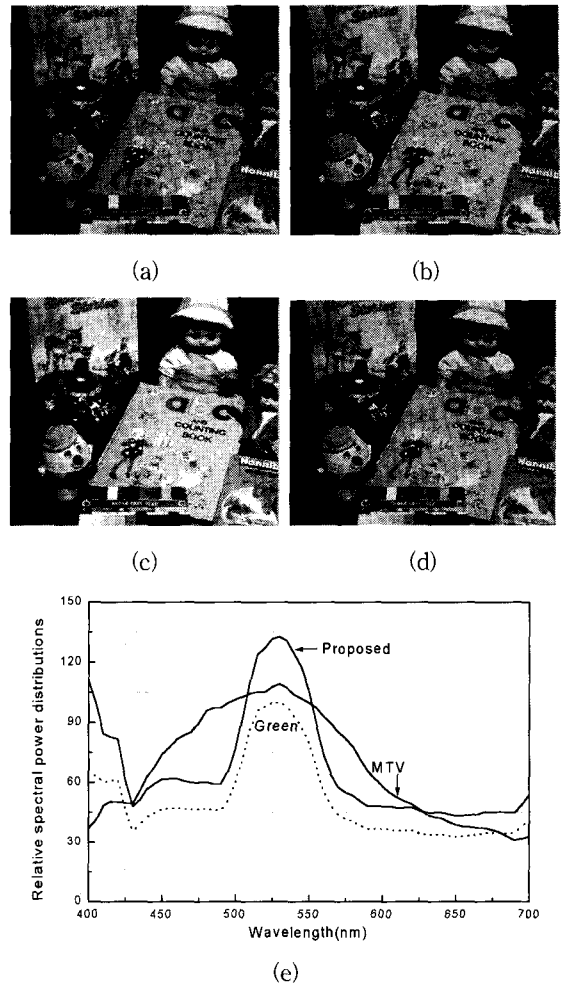 COUNTING
BOOK
(a)
(b)
COUNTING
BOOK
(c)
(d)
150
120
90
60
30
0
Relative spectral power distributions
Proposed
Green
MTV
400
450
500
550
600
650
700
Wavelength(nm)
(e)